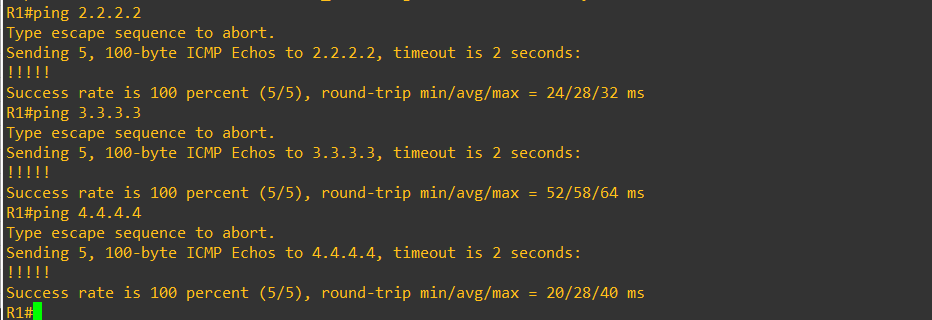 R1#ping 2.2.2.2
Type escape sequence to abort.
Sending 5, 100-byte ICMP Echos to 2.2.2.2, timeout is 2 seconds:
!!!!!
Success rate is 100 percent (5/5), round-trip min/avg/max = 24/28/32 ms
R1#ping 3.3.3.3
Type escape sequence to abort.
Sending 5, 100-byte ICMP Echos to 3.3.3.3, timeout is 2 seconds:
!!!!!
Success rate is 100 percent (5/5), round-trip min/avg/max = 52/58/64 ms
R1#ping 4.4.4.4
Type escape sequence to abort.
Sending 5, 100-byte ICMP Echos to 4.4.4.4, timeout is 2 seconds:
!!!!!
Success rate is 100 percent (5/5), round-trip min/avg/max = 20/28/40 ms
R1#